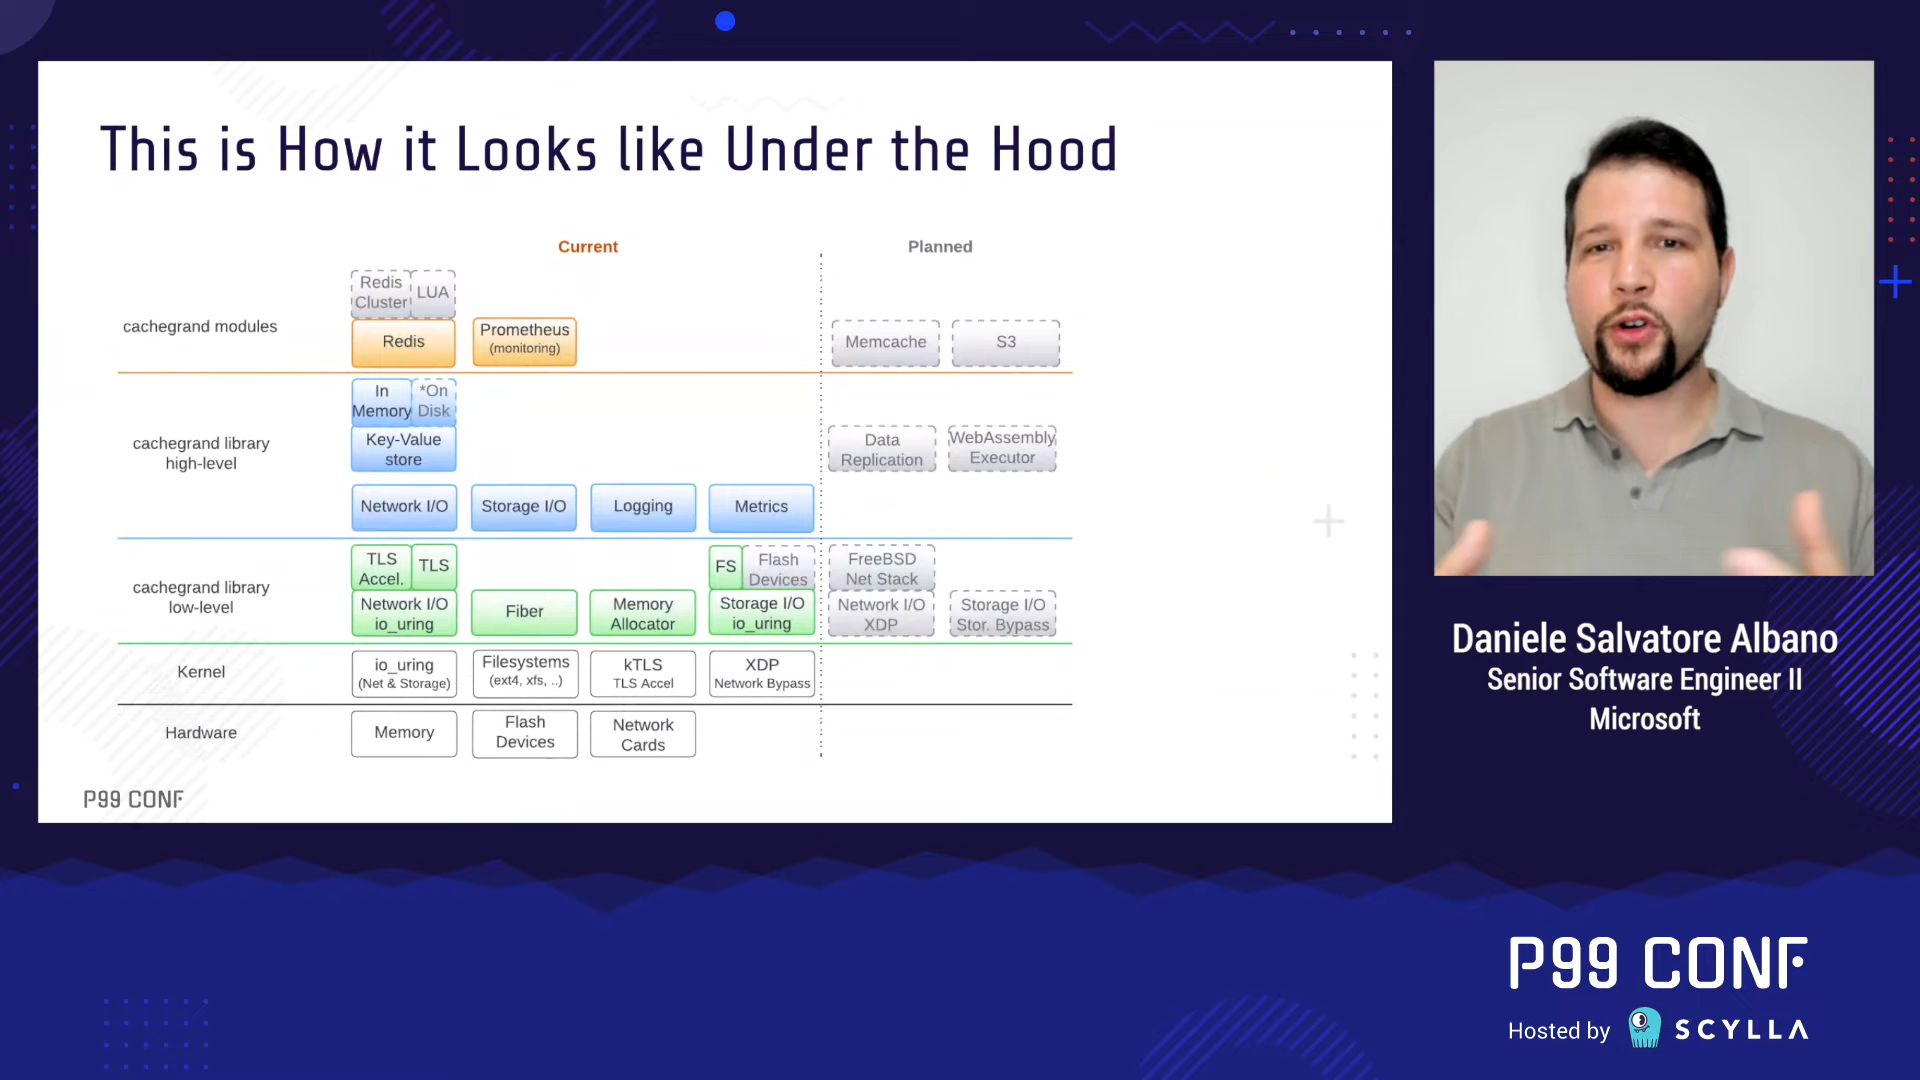 This is How it Looks like Under the Hood
Current
Planned
cachegrand modules
Redis
Cluster
LUA
Redis
Prometheus
(monitoring)
Memcache
S3
cachegrand library
high-level
In
Memory
*On
Disk
Key-Value
store
Data
Replication
WebAssembly
Executor
Network I/O
Storage I/O
Logging
Metrics
cachegrand library
low-level
TLS
Accel.
TLS
Network I/O
io_uring
Fiber
Memory
Allocator
FS
Flash
Devices
Storage I/O
io_uring
FreeBSD
Net Stack
Network I/O
XDP
Storage I/O
Stor. Bypass
Kernel
io_uring
(Net & Storage)
Filesystems
(ext4, xfs, ..)
kTLS
TLS Accel
XDP
Network Bypass
Hardware
Memory
Flash
Devices
Network
Cards
P99 CONF
Daniele Salvatore Albano
Senior Software Engineer II
Microsoft
P99 CONF
Hosted by SCYLLA